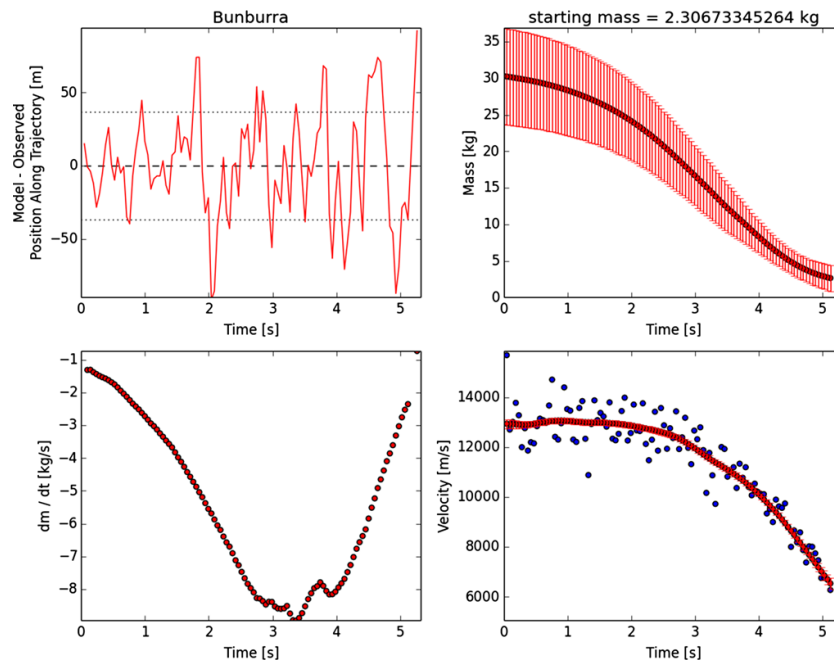 Bunburra
Model - Observed
Position Along Trajectory [m]
50
0
−50
0 1 2 3 4 5
Time [s]
starting mass = 2.30673345264 kg
Mass [kg]
35
30
25
20
15
10
5
0
0 1 2 3 4 5
Time [s]
dm / dt [kg/s]
−1
−2
−3
−4
−5
−6
−7
−8
0 1 2 3 4 5
Time [s]
Velocity [m/s]
14000
12000
10000
8000
6000
0 1 2 3 4 5
Time [s]